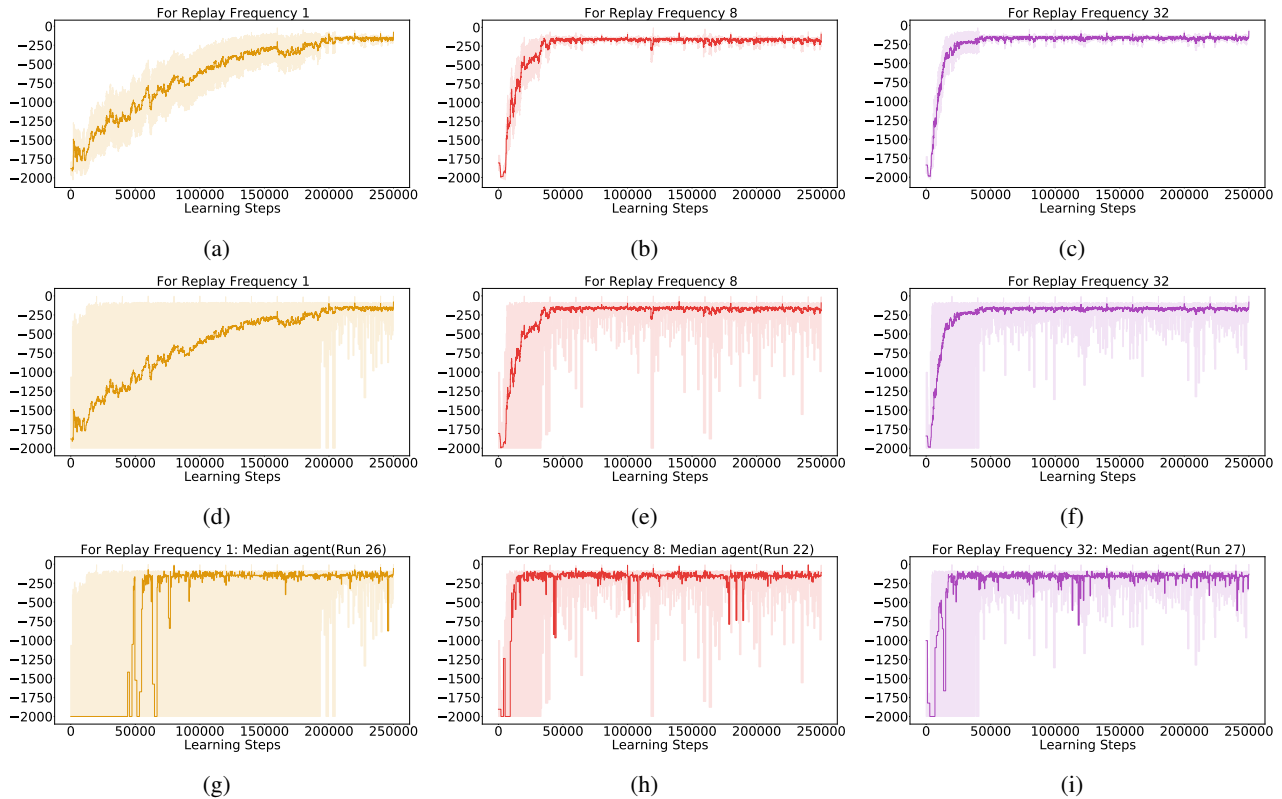 For Replay Frequency 1
For Replay Frequency 8
For Replay Frequency 32
0
−250
−500
−750
−1000
−1250
−1500
−1750
−2000
0 50000 100000 150000 200000 250000
Learning Steps
0
−250
−500
−750
−1000
−1250
−1500
−1750
−2000
0 50000 100000 150000 200000 250000
Learning Steps
0
−250
−500
−750
−1000
−1250
−1500
−1750
−2000
0 50000 100000 150000 200000 250000
Learning Steps
(a)
(b)
(c)
For Replay Frequency 1
For Replay Frequency 8
For Replay Frequency 32
0
−250
−500
−750
−1000
−1250
−1500
−1750
−2000
0 50000 100000 150000 200000 250000
Learning Steps
0
−250
−500
−750
−1000
−1250
−1500
−1750
−2000
0 50000 100000 150000 200000 250000
Learning Steps
0
−250
−500
−750
−1000
−1250
−1500
−1750
−2000
0 50000 100000 150000 200000 250000
Learning Steps
(d)
(e)
(f)
For Replay Frequency 1: Median agent(Run 26)
For Replay Frequency 8: Median agent(Run 22)
For Replay Frequency 32: Median agent(Run 27)
0
−250
−500
−750
−1000
−1250
−1500
−1750
−2000
0 50000 100000 150000 200000 250000
Learning Steps
0
−250
−500
−750
−1000
−1250
−1500
−1750
−2000
0 50000 100000 150000 200000 250000
Learning Steps
0
−250
−500
−750
−1000
−1250
−1500
−1750
−2000
0 50000 100000 150000 200000 250000
Learning Steps
(g)
(h)
(i)